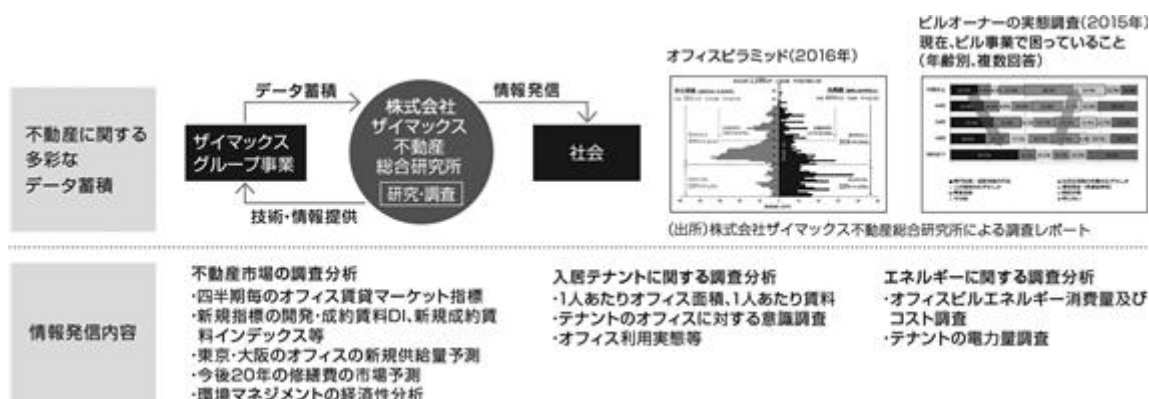 不動産に関する
多彩な
データ蓄積
データ蓄積
ザイマックス
グループ事業
技術・情報提供
株式会社
ザイマックス
不動産
総合研究所
研究・調査
情報発信
社会
オフィスピラミッド(2016年)
ビルオーナーの実態調査(2015年)
現在、ビル事業で困っていること
(年齢別、複数回答)
(出所)株式会社ザイマックス不動産総合研究所による調査レポート
情報発信内容
不動産市場の調査分析
・四半期毎のオフィス賃貸マーケット指標
・新規指標の開発・成約賃料DI、新規成約賃
料インデックス等
・東京・大阪のオフィスの新規供給量予測
・今後20年の修繕費の市場予測
・環境マネジメントの経済性分析
入居テナントに関する調査分析
・1人あたりオフィス面積、1人あたり賃料
・テナントのオフィスに対する意識調査
・オフィス利用実態等
エネルギーに関する調査分析
・オフィスビルエネルギー消費量及び
コスト調査
・テナントの電力量調査